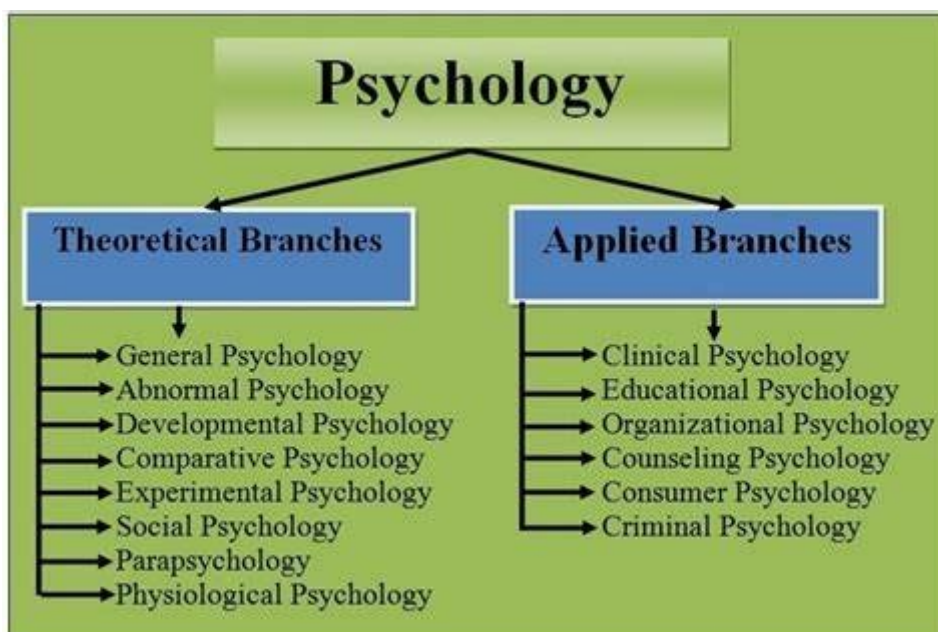 Psychology
Theoretical Branches
General Psychology
Abnormal Psychology
Developmental Psychology
Comparative Psychology
Experimental Psychology
Social Psychology
Parapsychology
Physiological Psychology
Applied Branches
Clinical Psychology
Educational Psychology
Organizational Psychology
Counseling Psychology
Consumer Psychology
Criminal Psychology